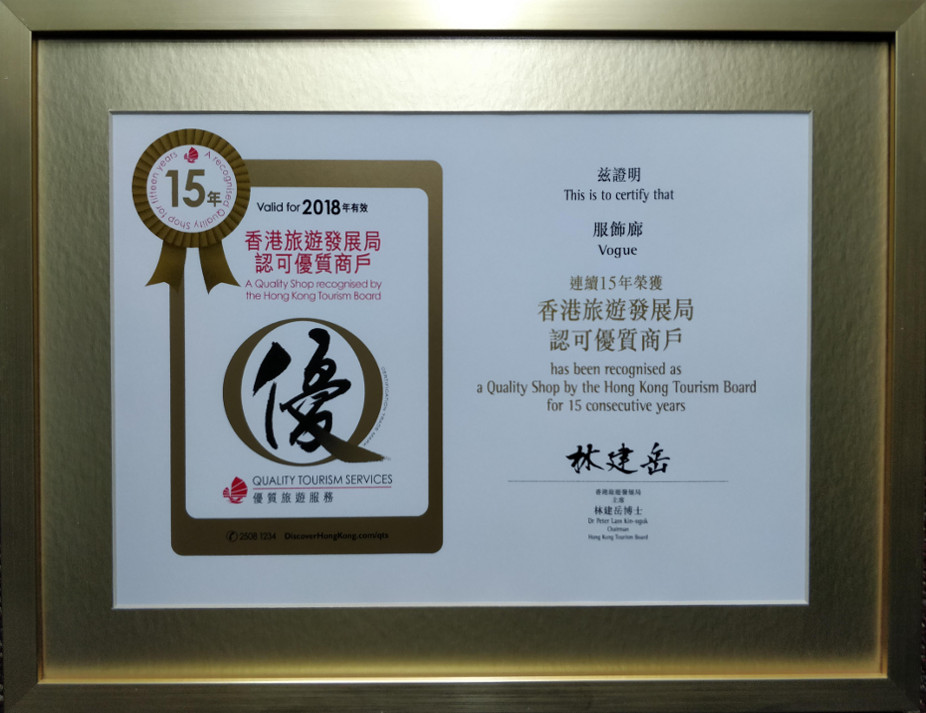 A recognised Quality Shop for fifteen years
15年
Valid for 2018年有效
香港旅遊發展局
認可優質商戶
A Quality Shop recognised by
the Hong Kong Tourism Board
優
CERTIFICATION TRADE MARK
QUALITY TOURISM SERVICES
優質旅遊服務
2508 1234 DiscoverHongKong.com/qts
茲證明
This is to certify that
服飾廊
Vogue
連續15年榮獲
香港旅遊發展局
認可優質商戶
has been recognised as
a Quality Shop by the Hong Kong Tourism Board
for 15 consecutive years
林建岳
香港旅遊發展局
主席
林建岳博士
Dr Peter Lam Kin-ngok
Chairman
Hong Kong Tourism Board